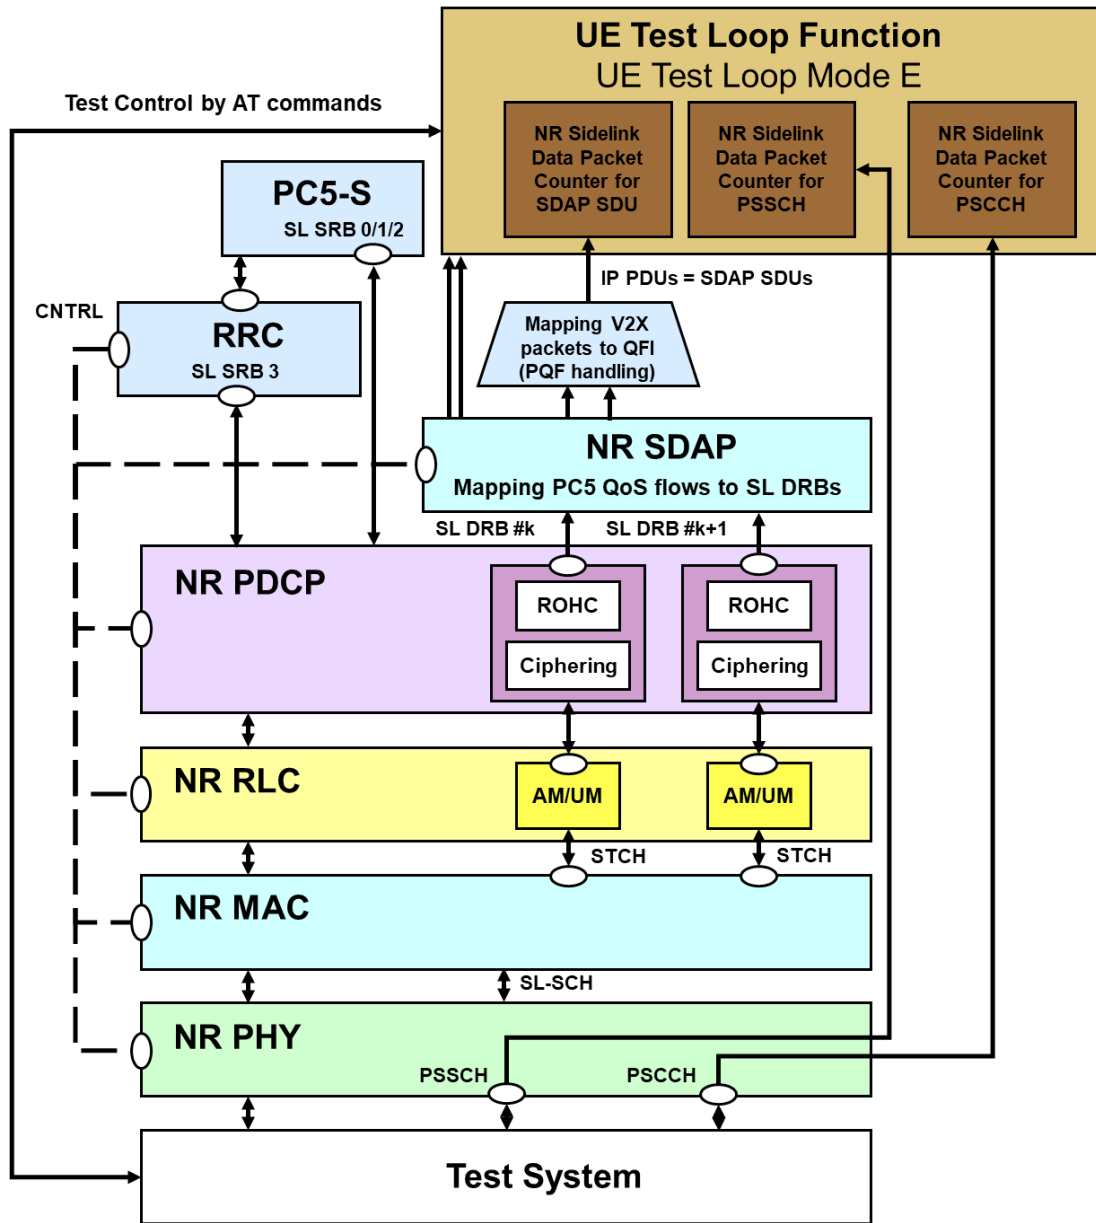 UE Test Loop Function
UE Test Loop Mode E
Test Control by AT commands
NR Sidelink
Data Packet
Counter for
SDAP SDU
NR Sidelink
Data Packet
Counter for
PSSCH
NR Sidelink
Data Packet
Counter for
PSCCH
PC5-S
SL SRB 0/1/2
IP PDUs = SDAP SDUs
CNTRL
RRC
SL SRB 3
Mapping V2X
packets to QFI
(PQF handling)
NR SDAP
Mapping PC5 QoS flows to SL DRBs
SL DRB #k
SL DRB #k+1
NR PDCP
ROHC
Ciphering
ROHC
Ciphering
NR RLC
AM/UM
AM/UM
STCH
STCH
NR MAC
SL-SCH
NR PHY
PSSCH
PSCCH
Test System